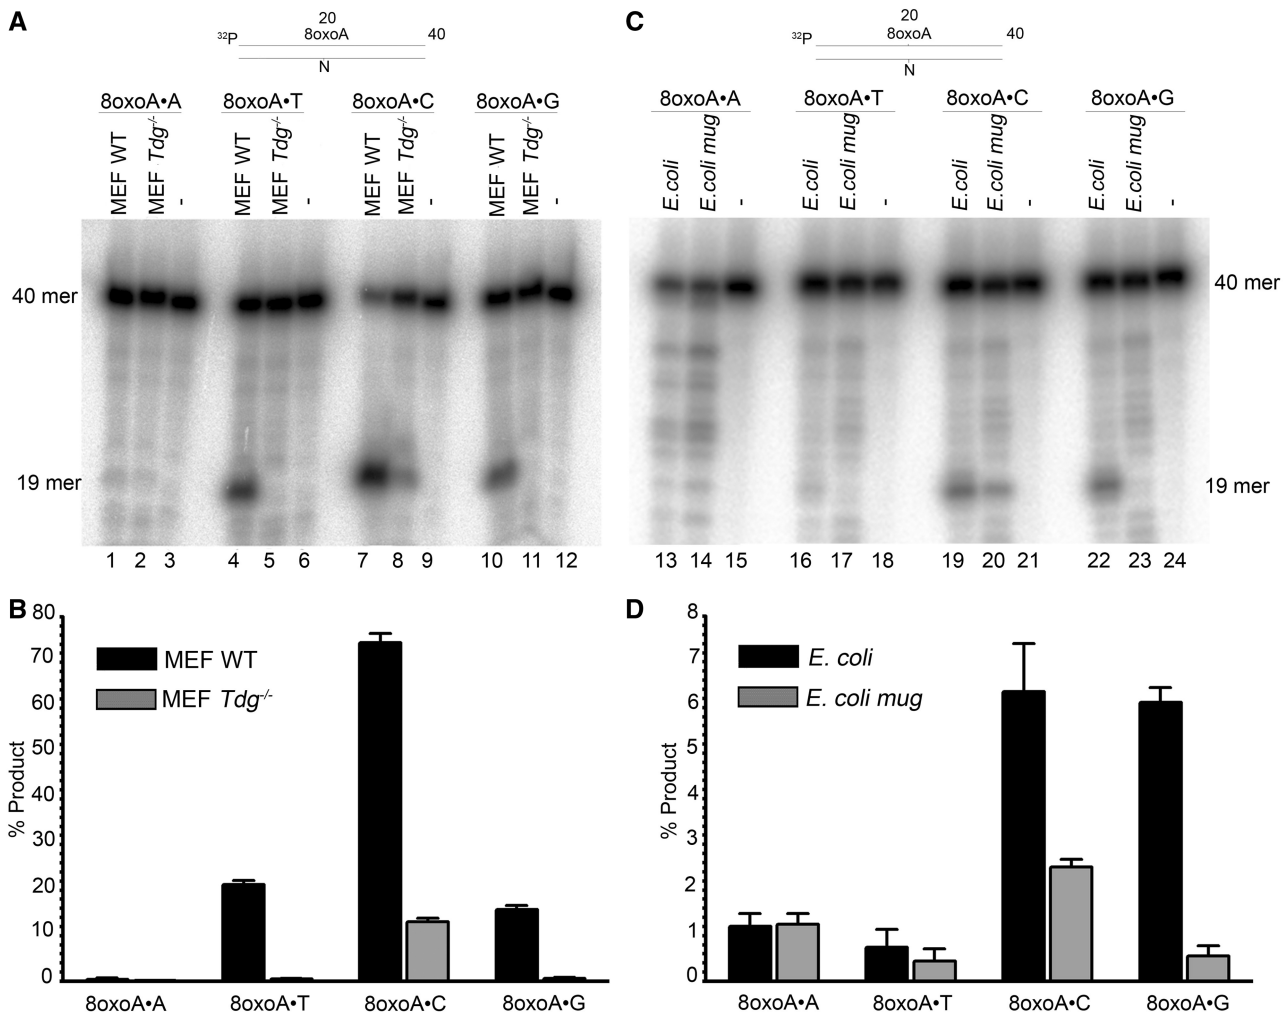 A
20
32P 8oxoA 40
N
8oxoA•A 8oxoA•T 8oxoA•C 8oxoA•G
MEF WT MEF Tdg-/- - MEF WT MEF Tdg-/- - MEF WT MEF Tdg-/- - MEF WT MEF Tdg-/- -
40 mer
19 mer
1 2 3 4 5 6 7 8 9 10 11 12
C
20
32P 8oxoA 40
N
8oxoA•A 8oxoA•T 8oxoA•C 8oxoA•G
E.coli E.coli mug - E.coli E.coli mug - E.coli E.coli mug - E.coli E.coli mug -
40 mer
19 mer
13 14 15 16 17 18 19 20 21 22 23 24
B
% Product
80
70
60
50
40
30
20
10
0
MEF WT
MEF Tdg-/-
8oxoA•A 8oxoA•T 8oxoA•C 8oxoA•G
D
% Product
8
7
6
5
4
3
2
1
0
E. coli
E. coli mug
8oxoA•A 8oxoA•T 8oxoA•C 8oxoA•G